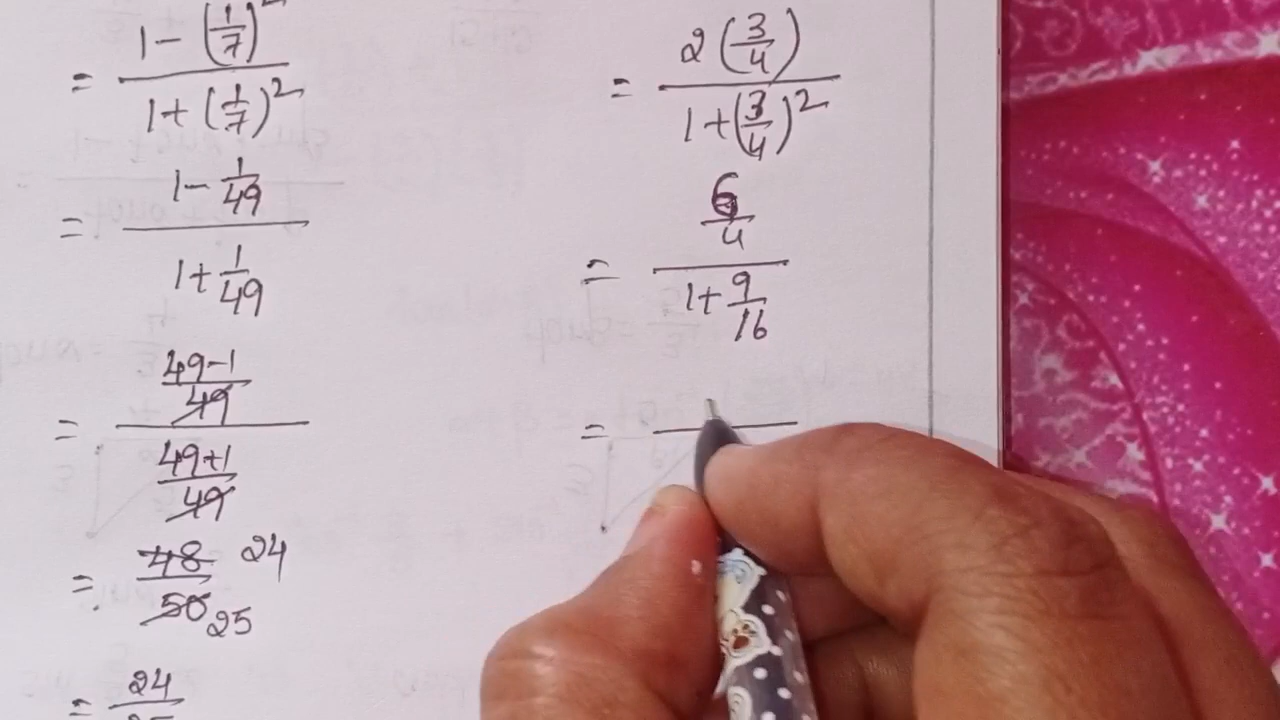 = (1 - (1/7)²) / (1 + (1/7)²)
= (1 - 1/49) / (1 + 1/49)
= ((49-1)/49) / ((49+1)/49)
= 48/50 24 25
= 24/25
= 2(3/4) / (1 + (3/4)²)
= (6/4) / (1 + 9/16)
=